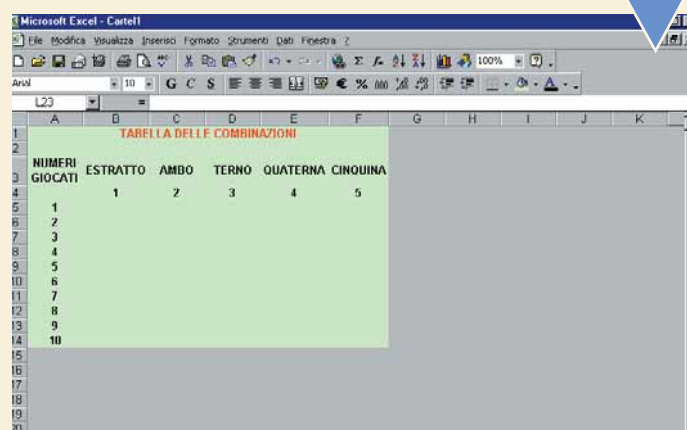 Microsoft Excel - Cartel1
File Modifica Visualizza Inserisci Formato Strumenti Dati Finestra ?
100%
Arial 10 G C S € % 000
L23 =
A B C D E F G H I J K
1 TABELLA DELLE COMBINAZIONI
2
3 NUMERI GIOCATI ESTRATTO AMBO TERNO QUATERNA CINQUINA
4 1 2 3 4 5
5 1
6 2
7 3
8 4
9 5
10 6
11 7
12 8
13 9
14 10
15
16
17
18
19
20